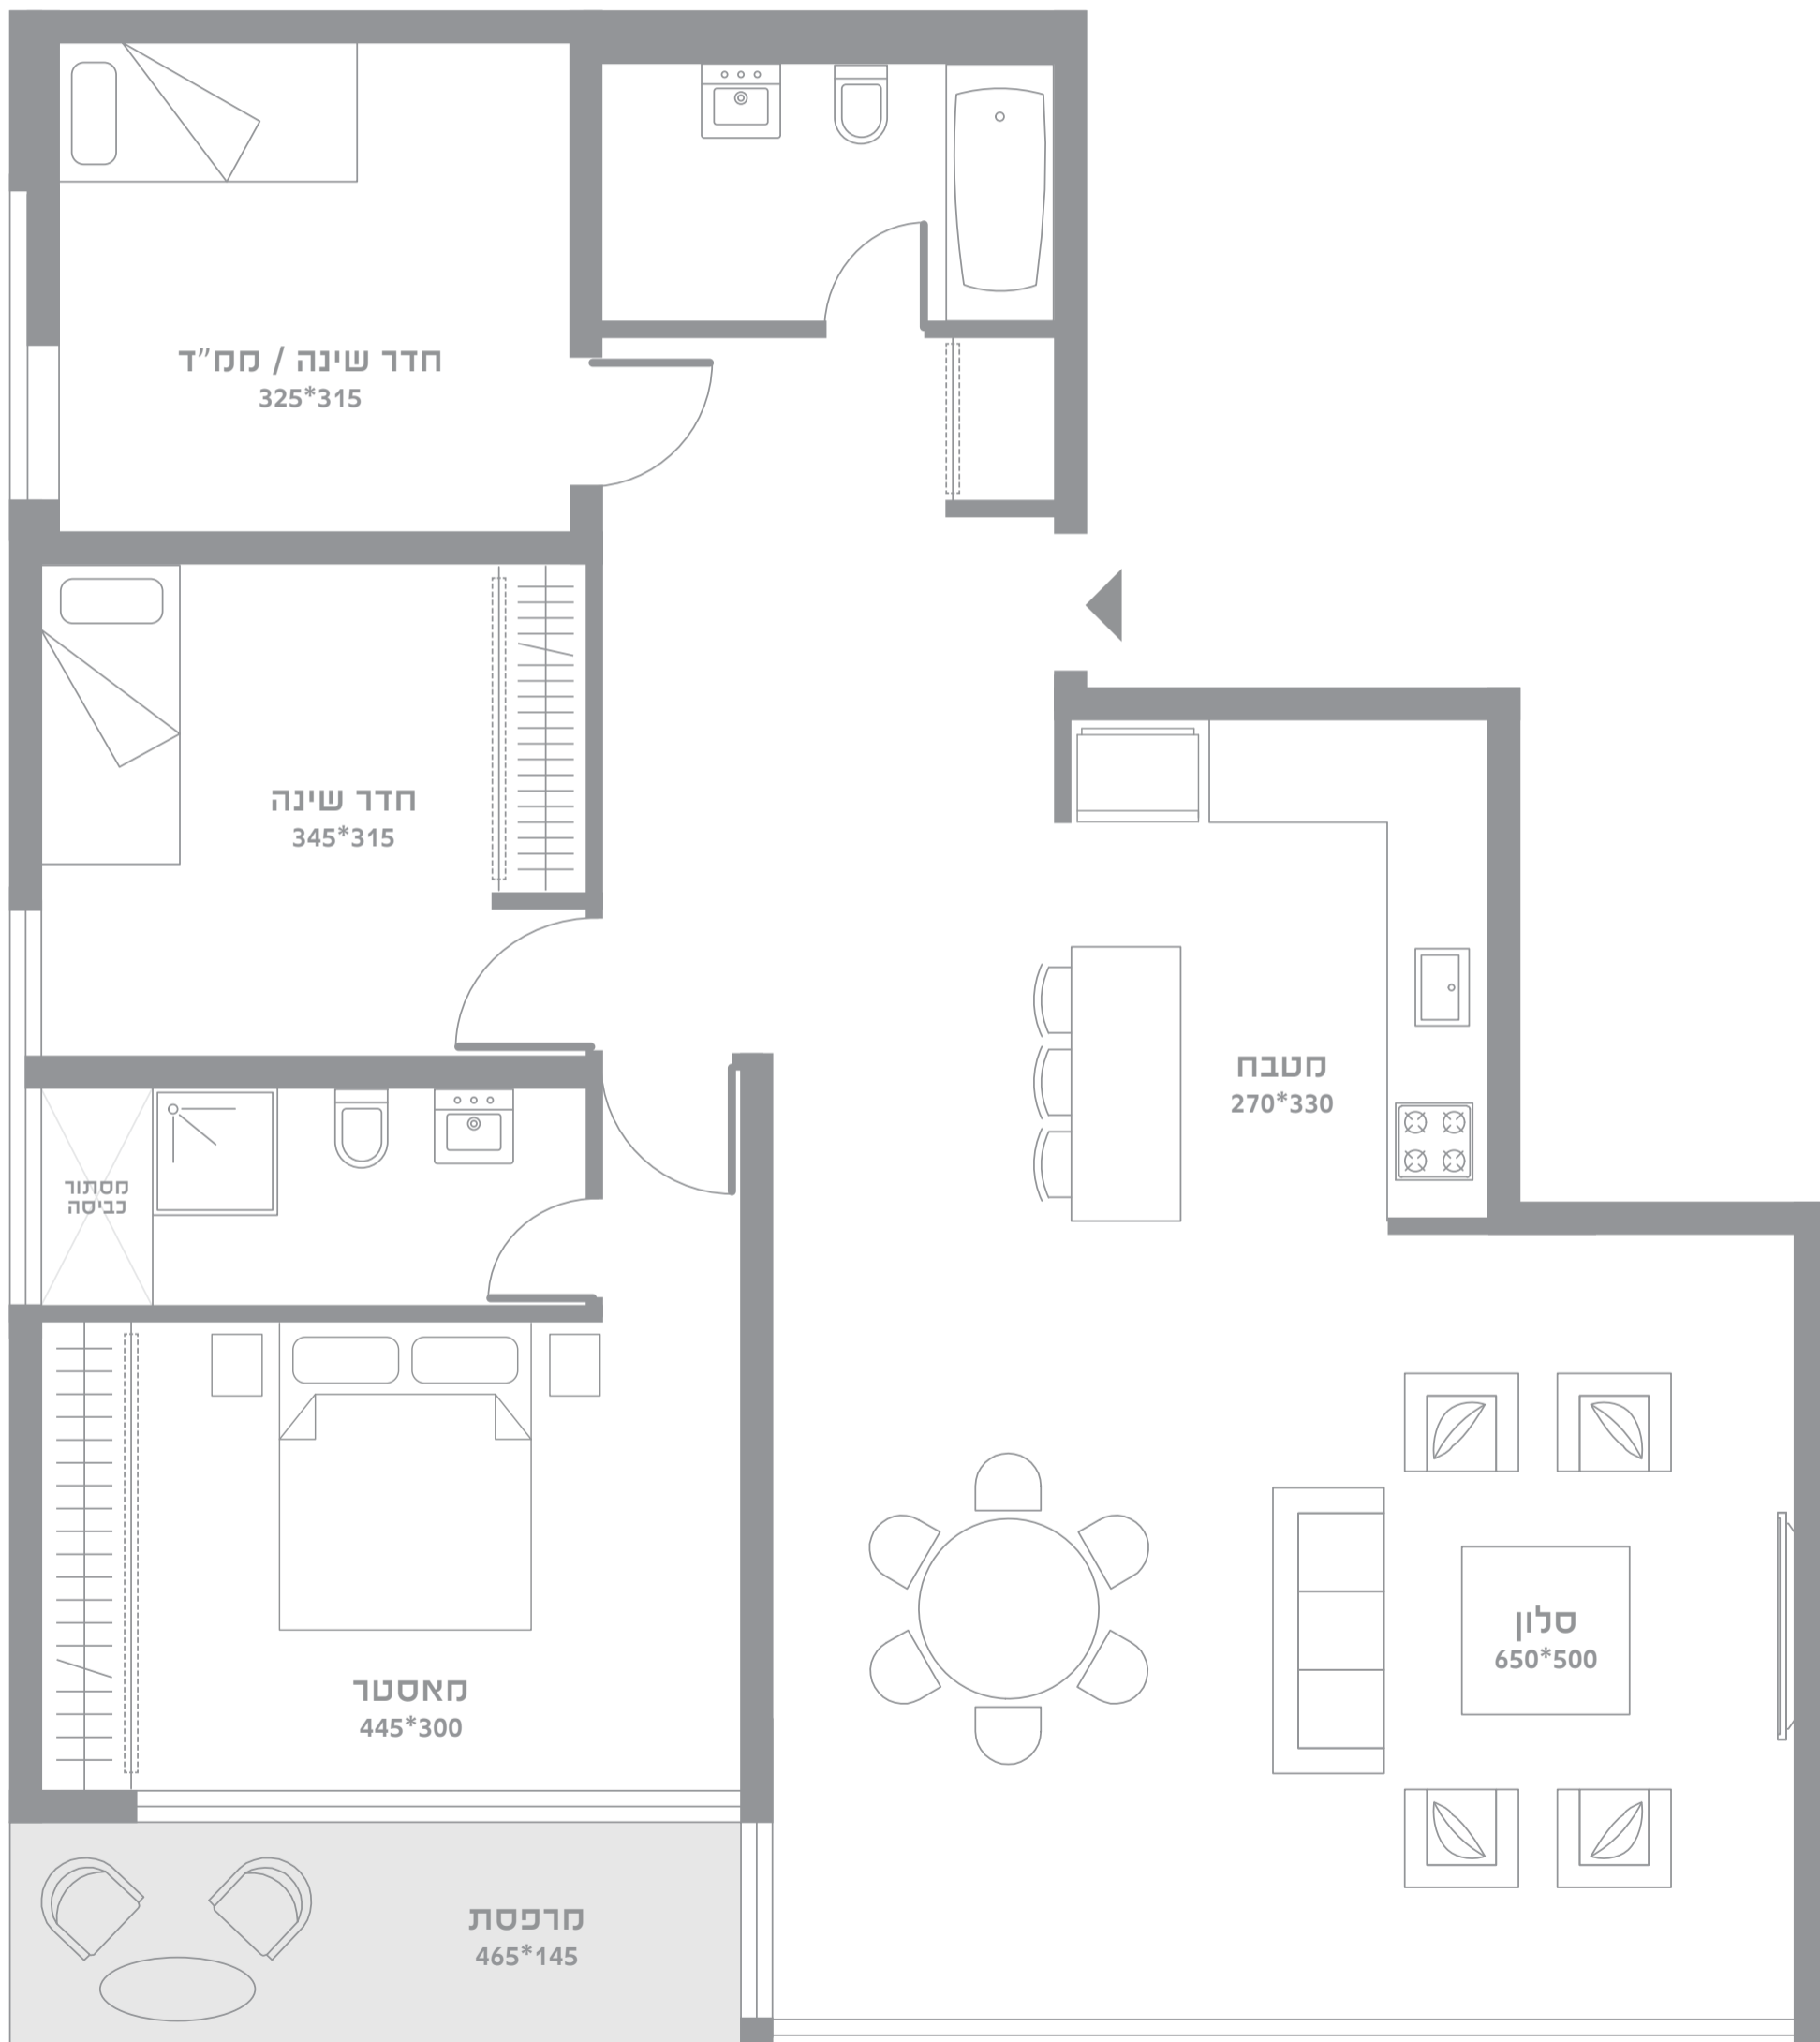 חדר שינה / ממ״ד
325*315
חדר שינה
345*315
מטבח
270*330
מסתור
כביסה
סלון
650*500
מאסטר
445*300
מרפסת
465*145